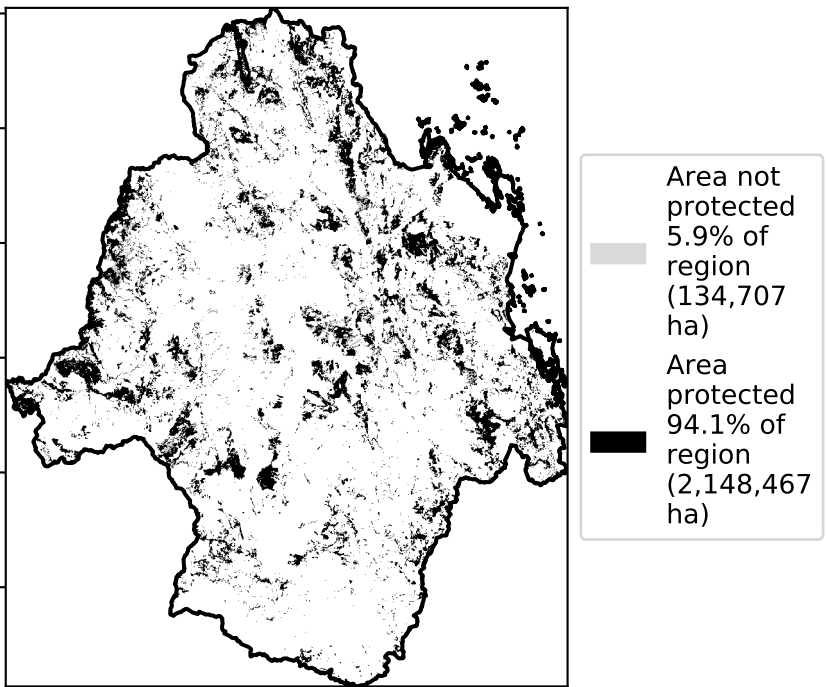 Area not
protected
5.9% of
region
(134,707
ha)
Area
protected
94.1% of
region
(2,148,467
ha)